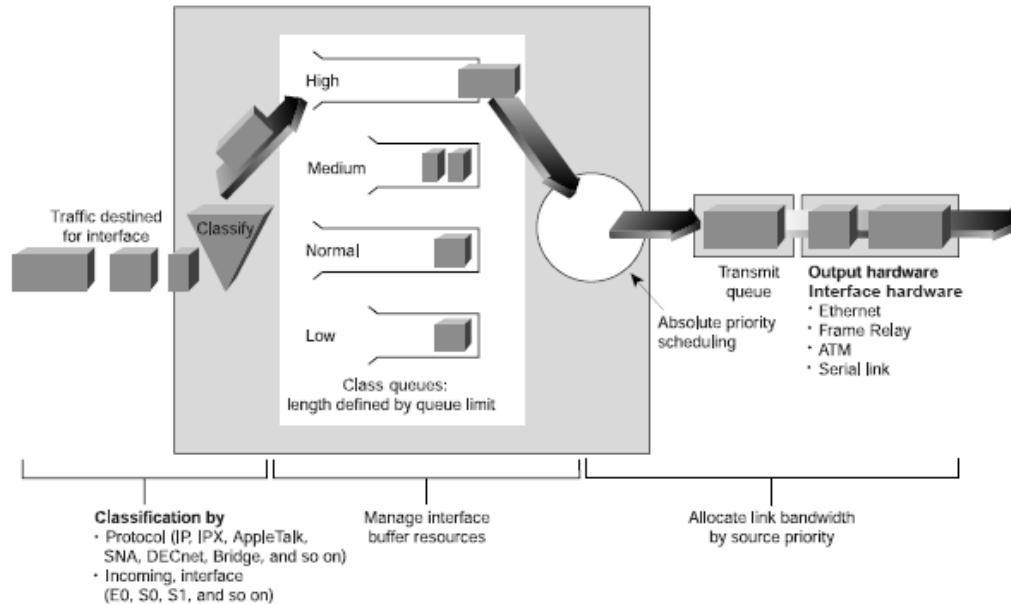 High
Medium
Normal
Low
Class queues:
length defined by queue limit
Traffic destined
for interface
Classify
Absolute priority
scheduling
Transmit
queue
Output hardware
Interface hardware
· Ethernet
· Frame Relay
· ATM
· Serial link
Classification by
· Protocol (IP, IPX, AppleTalk,
SNA, DECnet, Bridge, and so on)
· Incoming, interface
(E0, S0, S1, and so on)
Manage interface
buffer resources
Allocate link bandwidth
by source priority